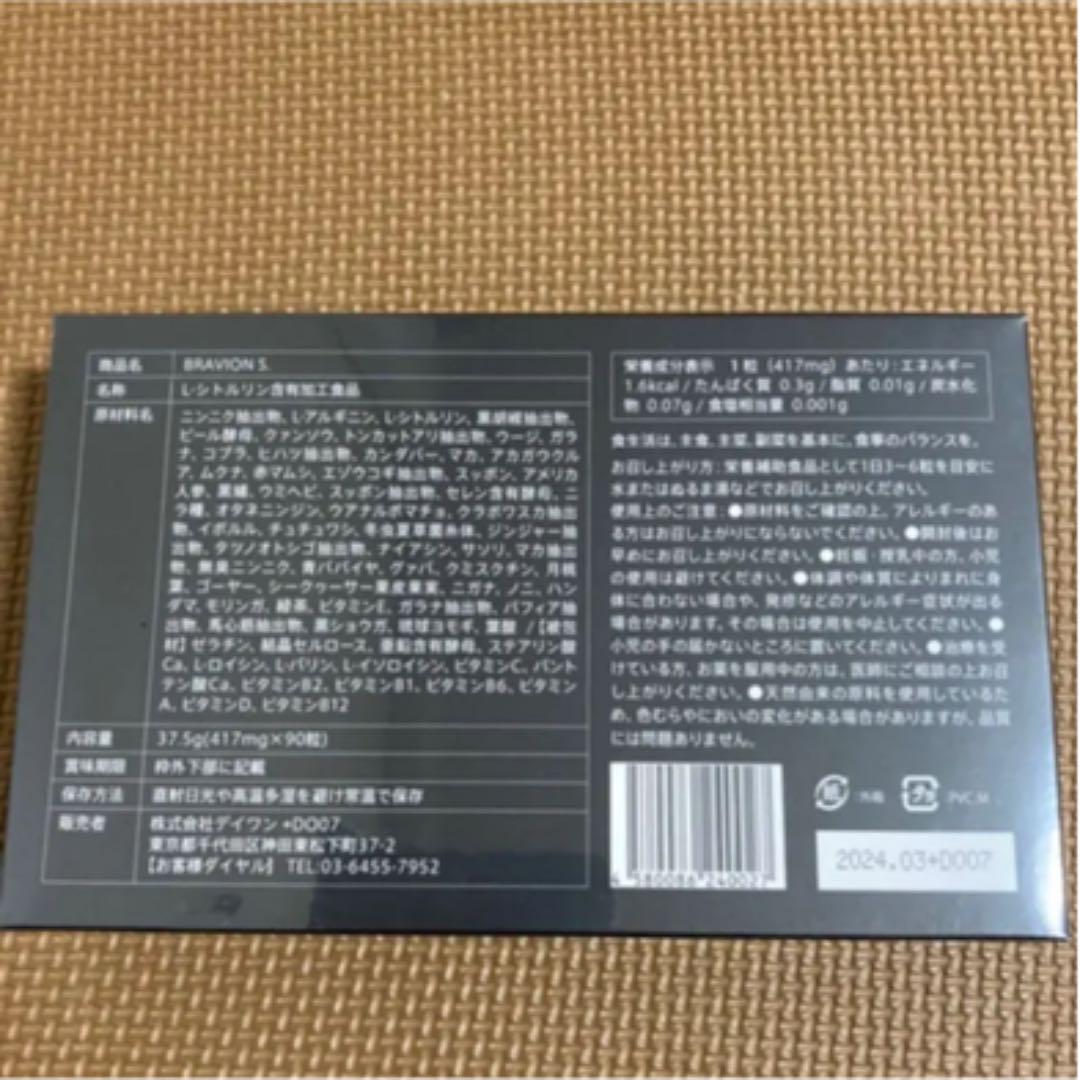 商品名 BRAVION S.
名称 L-シトルリン含有加工食品
原材料名 ニンニク抽出物、L-アルギニン、L-シトルリン、黒胡椒抽出物、
ビール酵母、クァンソウ、トンカットアリ抽出物、ウージ、ガラ
ナ、コブラ、ヒハツ抽出物、カンダバー、マカ、アカガウクル
ア、ムクナ、赤マムシ、エゾウコギ抽出物、スッポン、アメリカ
人参、黒蟻、ウミヘビ、スッポン抽出物、セレン含有酵母、ニ
ラ種、オタネニンジン、ウアナルポマチョ、クラボワスカ抽出
物、イボルル、チュチュワシ、冬虫夏草菌糸体、ジンジャー抽
出物、タツノオトシゴ抽出物、ナイアシン、サソリ、マカ抽出
物、無臭ニンニク、青パパイヤ、グァバ、クミスクチン、月桃
葉、ゴーヤー、シークヮーサー果皮果実、ニガナ、ノニ、ハン
ダマ、モリンガ、緑茶、ビタミンE、ガラナ抽出物、パフィア抽
出物、馬心筋抽出物、黒ショウガ、琉球ヨモギ、葉酸 /【被包
材】ゼラチン、結晶セルロース、亜鉛含有酵母、ステアリン酸
Ca、L-ロイシン、L-バリン、L-イソロイシン、ビタミンC、パント
テン酸Ca、ビタミンB2、ビタミンB1、ビタミンB6、ビタミン
A、ビタミンD、ビタミンB12
内容量 37.5g(417mg×90粒)
賞味期限 枠外下部に記載
保存方法 直射日光や高温多湿を避け常温で保存
販売者 株式会社デイワン +DO07
東京都千代田区神田東松下町37-2
【お客様ダイヤル】 TEL:03-6455-7952
栄養成分表示 1粒(417mg)あたり:エネルギー
1.6kcal / たんぱく質 0.3g / 脂質 0.01g / 炭水化
物 0.07g / 食塩相当量 0.001g
食生活は、主食、主菜、副菜を基本に、食事のバランスを。
お召し上がり方:栄養補助食品として1日3~6粒を目安に
水またはぬるま湯などでお召し上がりください。
使用上のご注意:●原材料をご確認の上、アレルギーのあ
る方はお召し上がりにならないでください。●開封後はお
早めにお召し上がりください。●妊娠・授乳中の方、小児
の使用は避けてください。●体調や体質によりまれに身
体に合わない場合や、発疹などのアレルギー症状が出る
場合があります。その場合は使用を中止してください。●
小児の手の届かないところに置いてください。●治療を受
けている方、お薬を服用中の方は、医師にご相談の上お召
し上がりください。●天然由来の原料を使用しているた
め、色むらやにおいの変化がある場合がありますが、品質
には問題ありません。
4 580086 240027
紙 :外箱 プラ :PVC,M
2024.03+D007